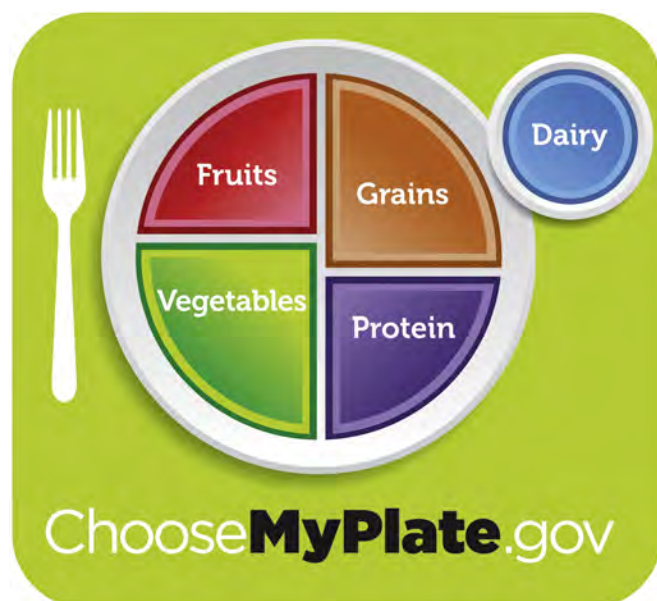 Fruits
Grains
Dairy
Vegetables
Protein
ChooseMyPlate.gov